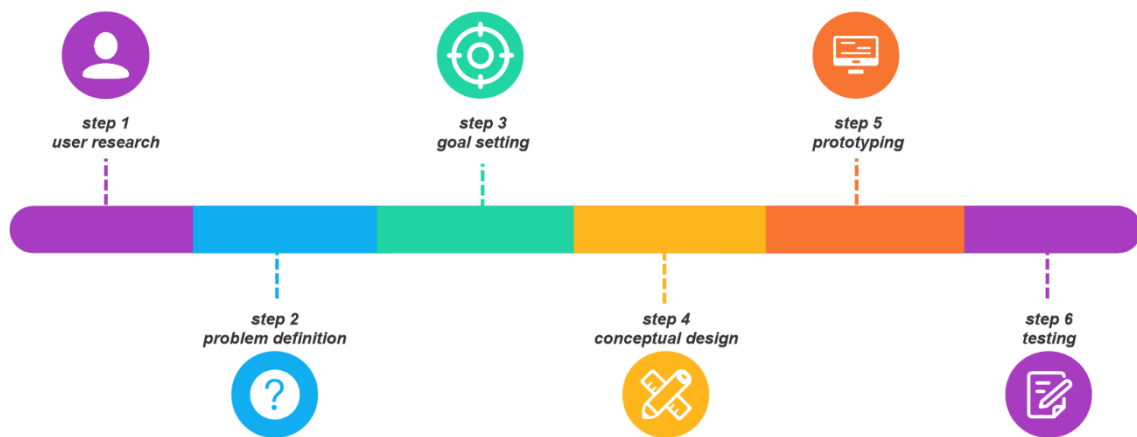 step 1
user research
step 2
problem definition
step 3
goal setting
step 4
conceptual design
step 5
prototyping
step 6
testing